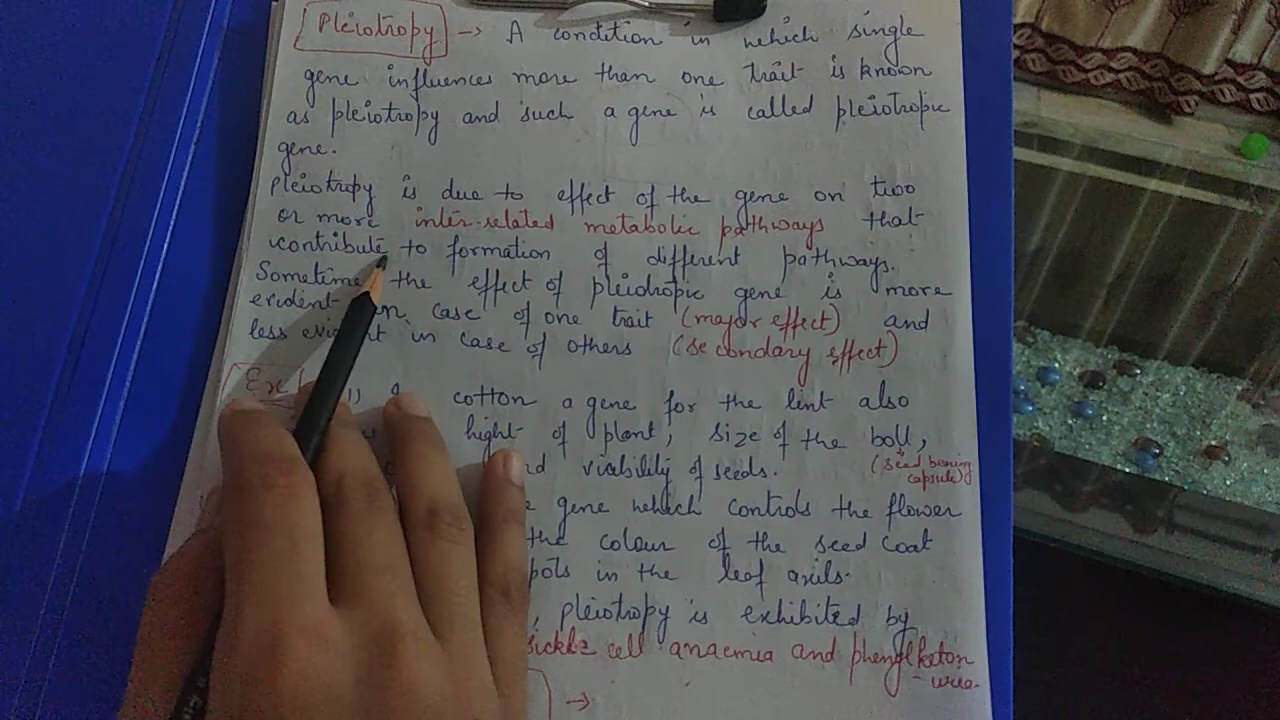 Pleiotropy → A condition in which single
gene influences more than one trait is known
as pleiotropy and such a gene is called pleiotropic
gene.
Pleiotropy is due to effect of the gene on two
or more inter-related metabolic pathways that
contribute to formation of different pathways.
Sometime the effect of pleiotropic gene is more
evident in case of one trait (major effect) and
less evident in case of others (secondary effect)
Ex: 1) cotton a gene for the lint also
hight of plant, size of the boll,
(seed bearing
capsule)
and viability of seeds.
gene which controls the flower
the colour of the seed coat
in the leaf axils.
, pleiotropy is exhibited by
sickle cell anaemia and phenylketon
-urea.
→